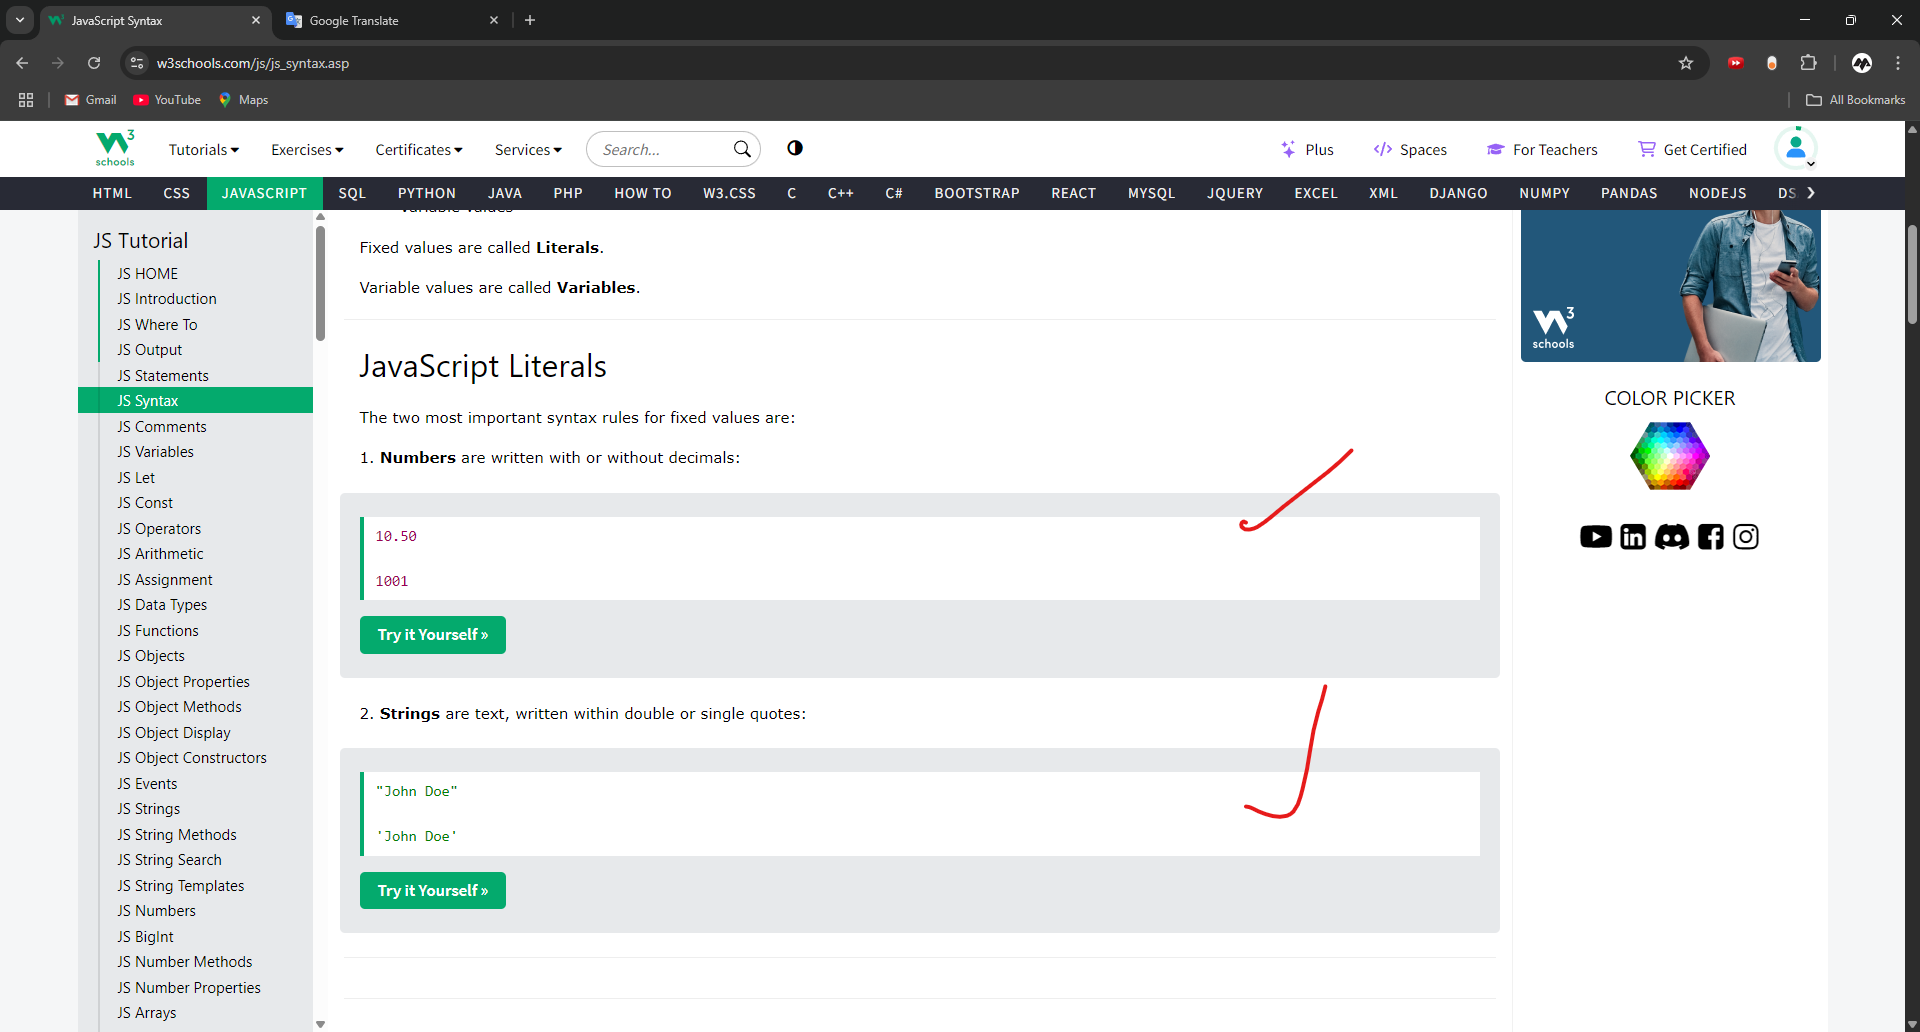 JavaScript Syntax
Google Translate
w3schools.com/js/js_syntax.asp
Gmail
YouTube
Maps
All Bookmarks
W3 schools
Tutorials
Exercises
Certificates
Services
Search...
Plus
Spaces
For Teachers
Get Certified
HTML
CSS
JAVASCRIPT
SQL
PYTHON
JAVA
PHP
HOW TO
W3.CSS
C
C++
C#
BOOTSTRAP
REACT
MYSQL
JQUERY
EXCEL
XML
DJANGO
NUMPY
PANDAS
NODEJS
DS
JS Tutorial
JS HOME
JS Introduction
JS Where To
JS Output
JS Statements
JS Syntax
JS Comments
JS Variables
JS Let
JS Const
JS Operators
JS Arithmetic
JS Assignment
JS Data Types
JS Functions
JS Objects
JS Object Properties
JS Object Methods
JS Object Display
JS Object Constructors
JS Events
JS Strings
JS String Methods
JS String Search
JS String Templates
JS Numbers
JS BigInt
JS Number Methods
JS Number Properties
JS Arrays
Fixed values are called Literals.
Variable values are called Variables.
JavaScript Literals
The two most important syntax rules for fixed values are:
1. Numbers are written with or without decimals:
10.50
1001
Try it Yourself »
2. Strings are text, written within double or single quotes:
"John Doe"
'John Doe'
Try it Yourself »
W3 schools
COLOR PICKER